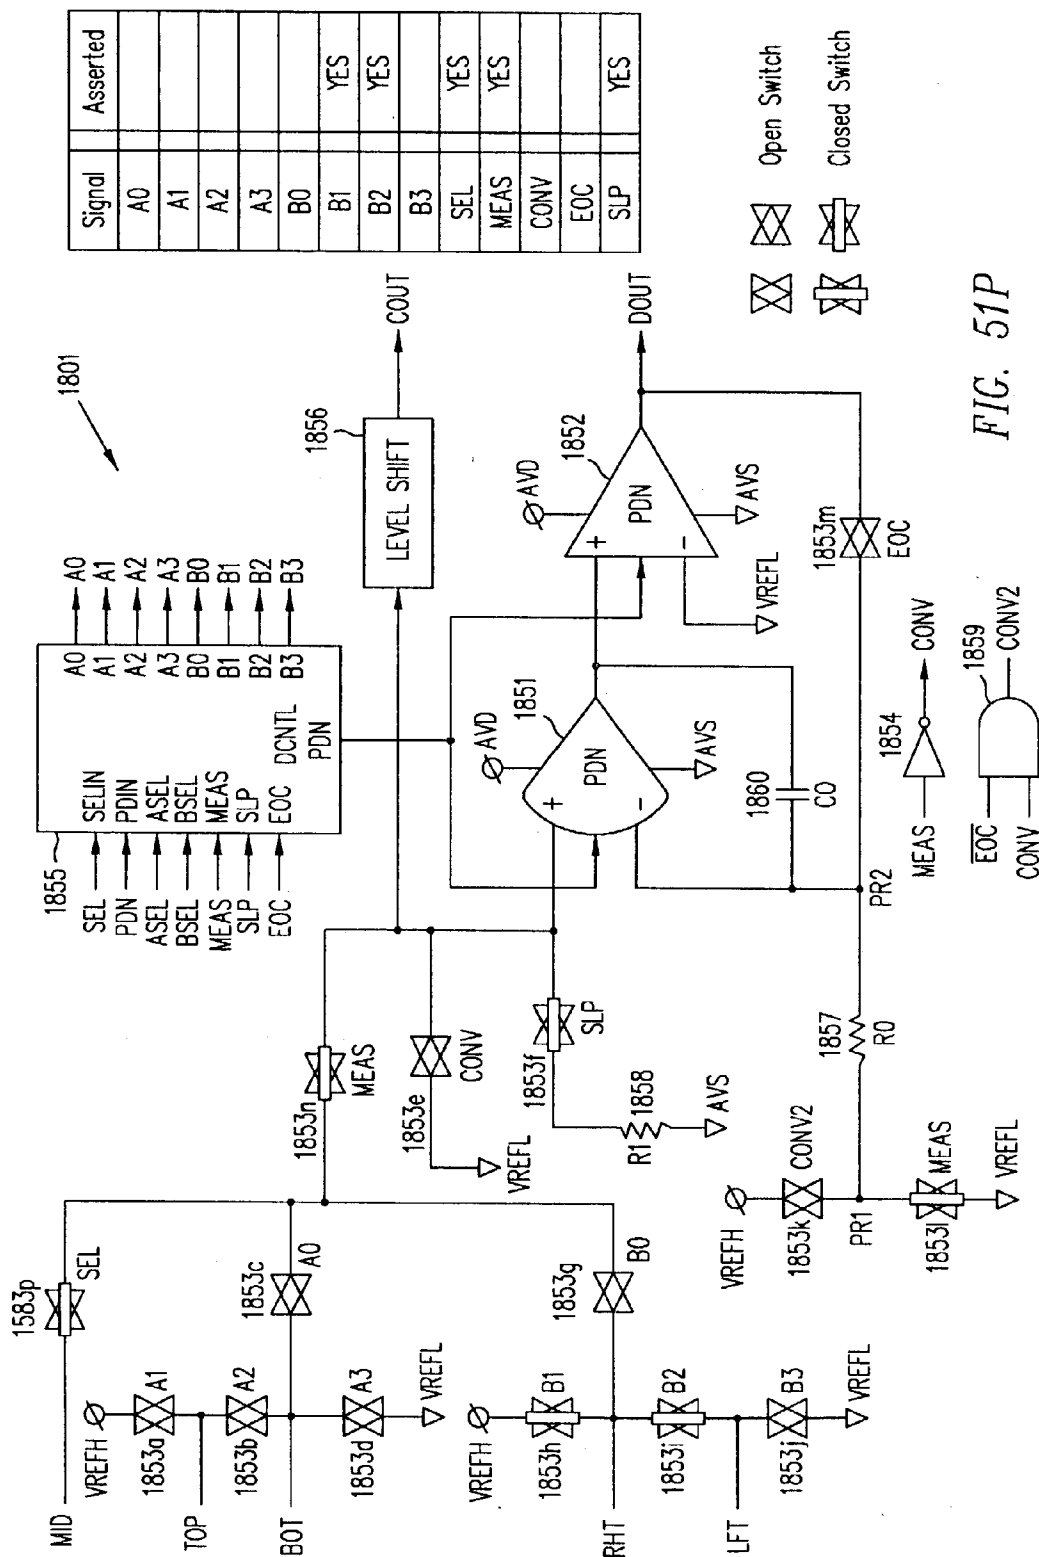 Signal Asserted
A0
A1
A2
A3
B0
B1 YES
B2 YES
B3
SEL YES
MEAS YES
CONV
EOC
SLP YES
Open Switch
Closed Switch
1801
1855
SEL SELIN
PDN PDIN
ASEL ASEL
BSEL BSEL
MEAS MEAS
SLP SLP
EOC EOC
DCNTL
PDN
A0 A0
A1 A1
A2 A2
A3 A3
B0 B0
B1 B1
B2 B2
B3 B3
1856
LEVEL SHIFT
COUT
MID
1583p
SEL
VREFH
1853a
A1
TOP
1853b
A2
1853c
A0
BOT
1853d
A3
VREFL
VREFH
1853h
B1
RHT
1853g
B0
1853i
B2
LFT
1853j
B3
VREFL
1853n
MEAS
1853e
CONV
VREFL
1853f
SLP
R1
1858
AVS
AVD
1851
+
PDN
−
AVS
1860
C0
AVD
1852
+
PDN
−
AVS
VREFL
DOUT
VREFH
1853k
CONV2
PR1
1853l
MEAS
VREFL
1857
R0
PR2
1853m
EOC
MEAS
1854
CONV
E̅O̅C̅
CONV
1859
CONV2
FIG. 51P